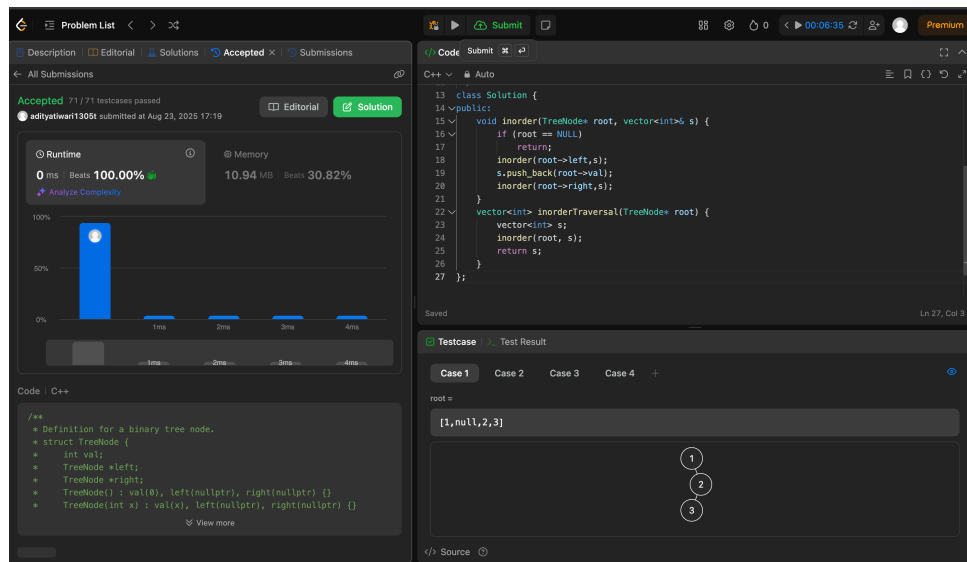 Problem List
Submit
0
00:06:35
Premium
Description | Editorial | Solutions | Accepted × | Submissions
← All Submissions
Accepted 71 / 71 testcases passed
adityatiwari1305t submitted at Aug 23, 2025 17:19
Editorial
Solution
Runtime
0 ms | Beats 100.00%
Analyze Complexity
Memory
10.94 MB | Beats 30.82%
100%
50%
0%
1ms 2ms 3ms 4ms
1ms 2ms 3ms 4ms
Code | C++
/**
* Definition for a binary tree node.
* struct TreeNode {
*     int val;
*     TreeNode *left;
*     TreeNode *right;
*     TreeNode() : val(0), left(nullptr), right(nullptr) {}
*     TreeNode(int x) : val(x), left(nullptr), right(nullptr) {}
View more
</> Code
Submit ⌘ ↵
C++ Auto
13 class Solution {
14 public:
15     void inorder(TreeNode* root, vector<int>& s) {
16         if (root == NULL)
17             return;
18         inorder(root->left,s);
19         s.push_back(root->val);
20         inorder(root->right,s);
21     }
22     vector<int> inorderTraversal(TreeNode* root) {
23         vector<int> s;
24         inorder(root, s);
25         return s;
26     }
27 };
Saved
Ln 27, Col 3
Testcase | >_ Test Result
Case 1 Case 2 Case 3 Case 4 +
root =
[1,null,2,3]
1
2
3
</> Source ?